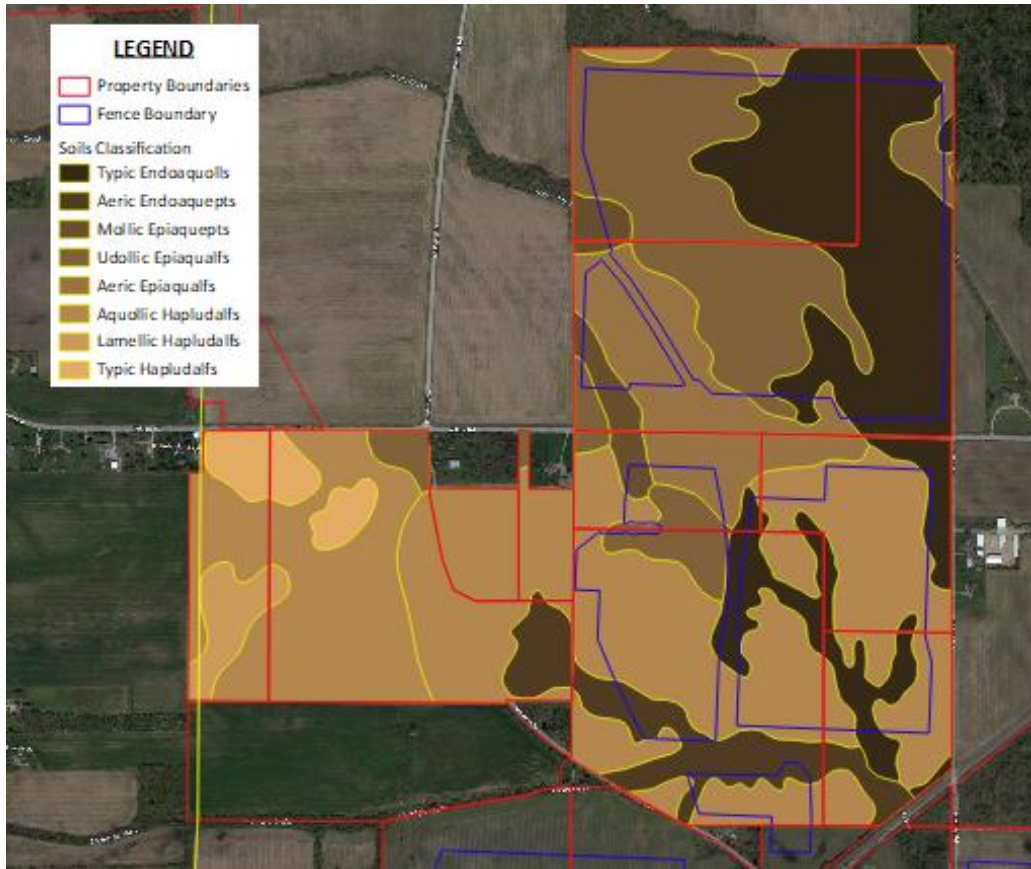 LEGEND
Property Boundaries
Fence Boundary
Soils Classification
Typic Endoaquolls
Aeric Endoaquepts
Mollic Epiaquepts
Udollic Epiaqualfs
Aeric Epiaqualfs
Aquollic Hapludalfs
Lamellic Hapludalfs
Typic Hapludalfs